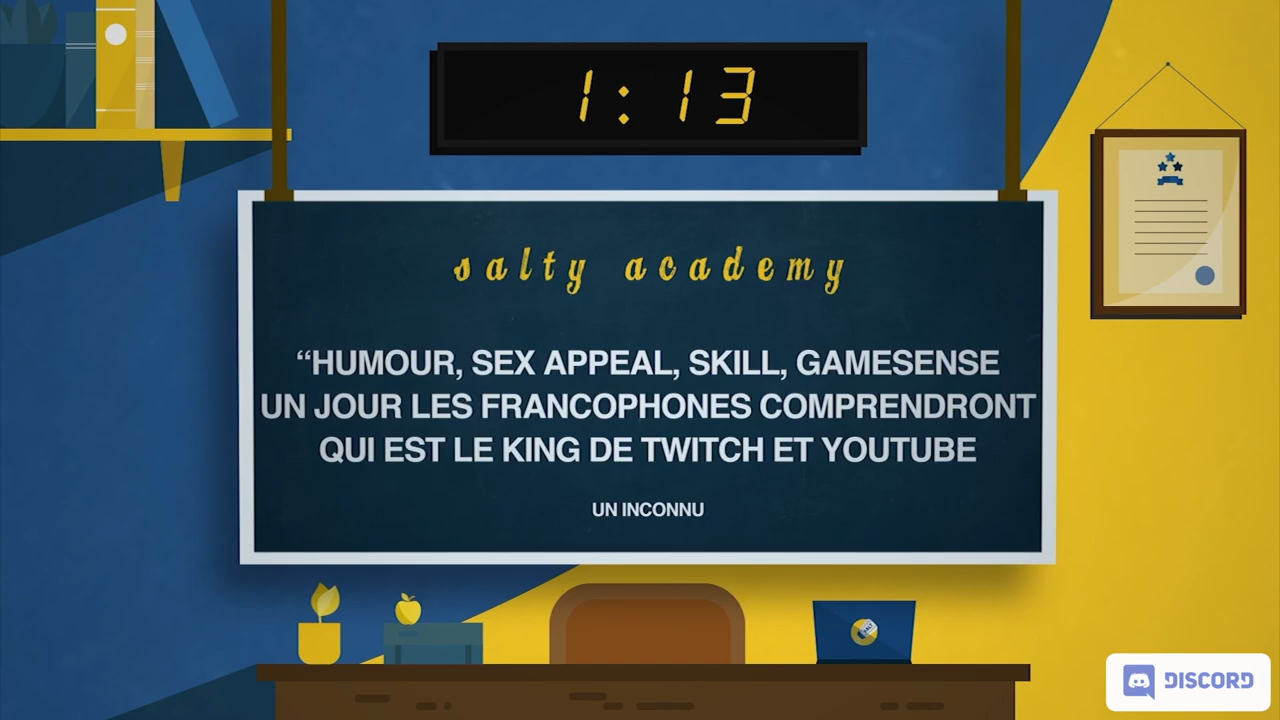 1:13
salty academy
“HUMOUR, SEX APPEAL, SKILL, GAMESENSE
UN JOUR LES FRANCOPHONES COMPRENDRONT
QUI EST LE KING DE TWITCH ET YOUTUBE
UN INCONNU
DISCORD